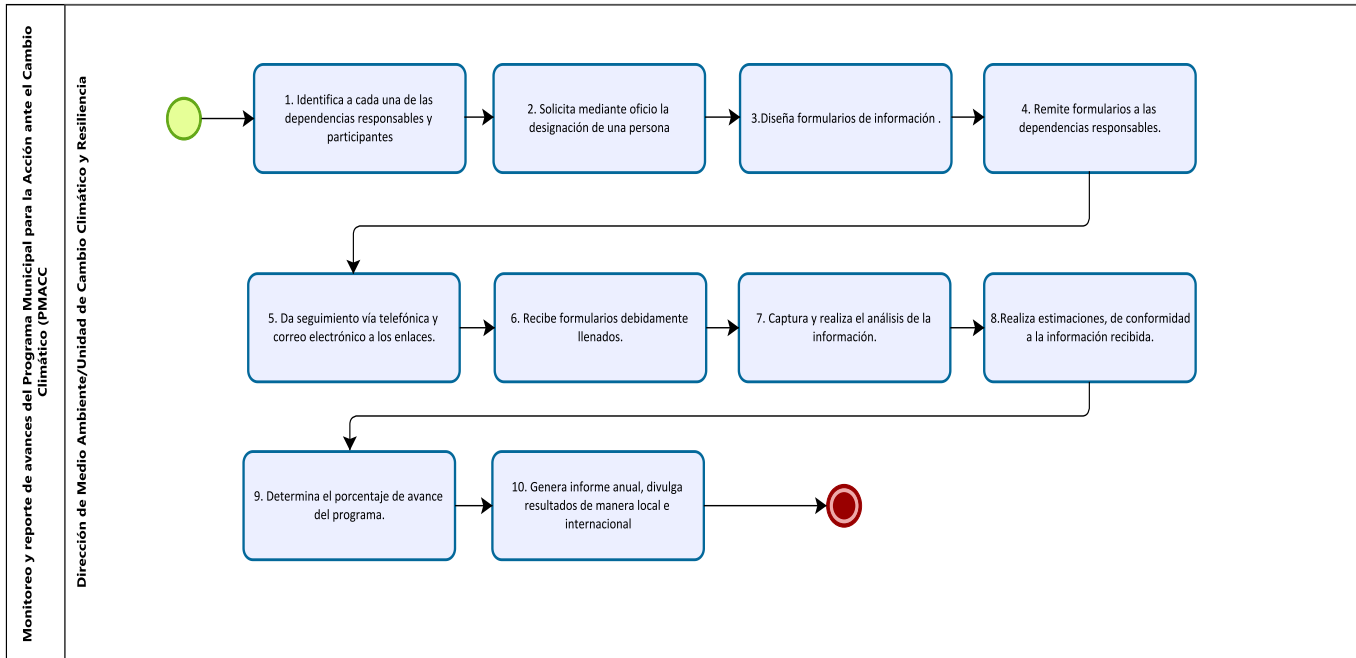 Monitoreo y reporte de avances del Programa Municipal para la Acción ante el Cambio
Climático (PMACC
Dirección de Medio Ambiente/Unidad de Cambio Climático y Resiliencia
1. Identifica a cada una de las
dependencias responsables y
participantes
2. Solicita mediante oficio la
designación de una persona
3.Diseña formularios de información .
4. Remite formularios a las
dependencias responsables.
5. Da seguimiento vía telefónica y
correo electrónico a los enlaces.
6. Recibe formularios debidamente
llenados.
7. Captura y realiza el análisis de la
información.
8.Realiza estimaciones, de conformidad
a la información recibida.
9. Determina el porcentaje de avance
del programa.
10. Genera informe anual, divulga
resultados de manera local e
internacional